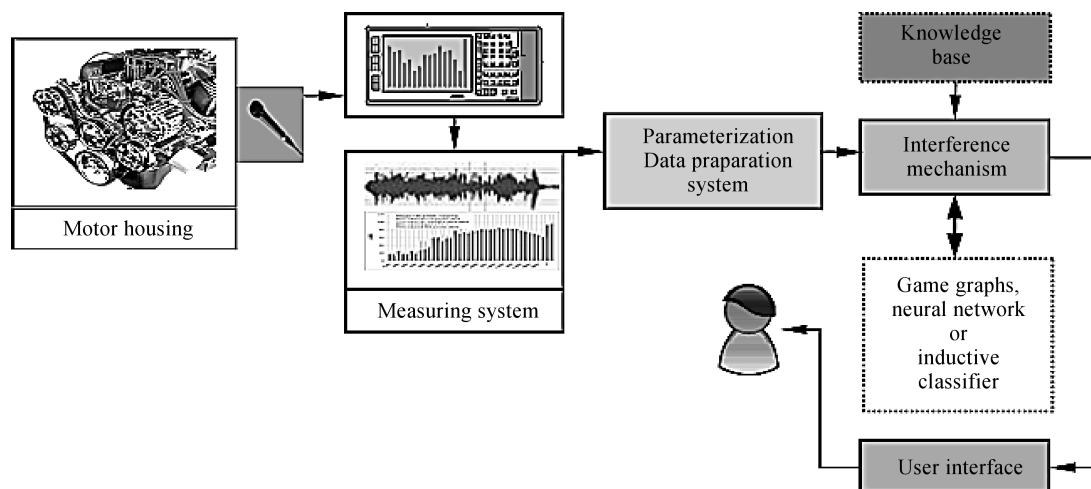 Motor housing
Measuring system
Parameterization
Data praparation
system
Knowledge
base
Interference
mechanism
Game graphs,
neural network
or
inductive
classifier
User interface